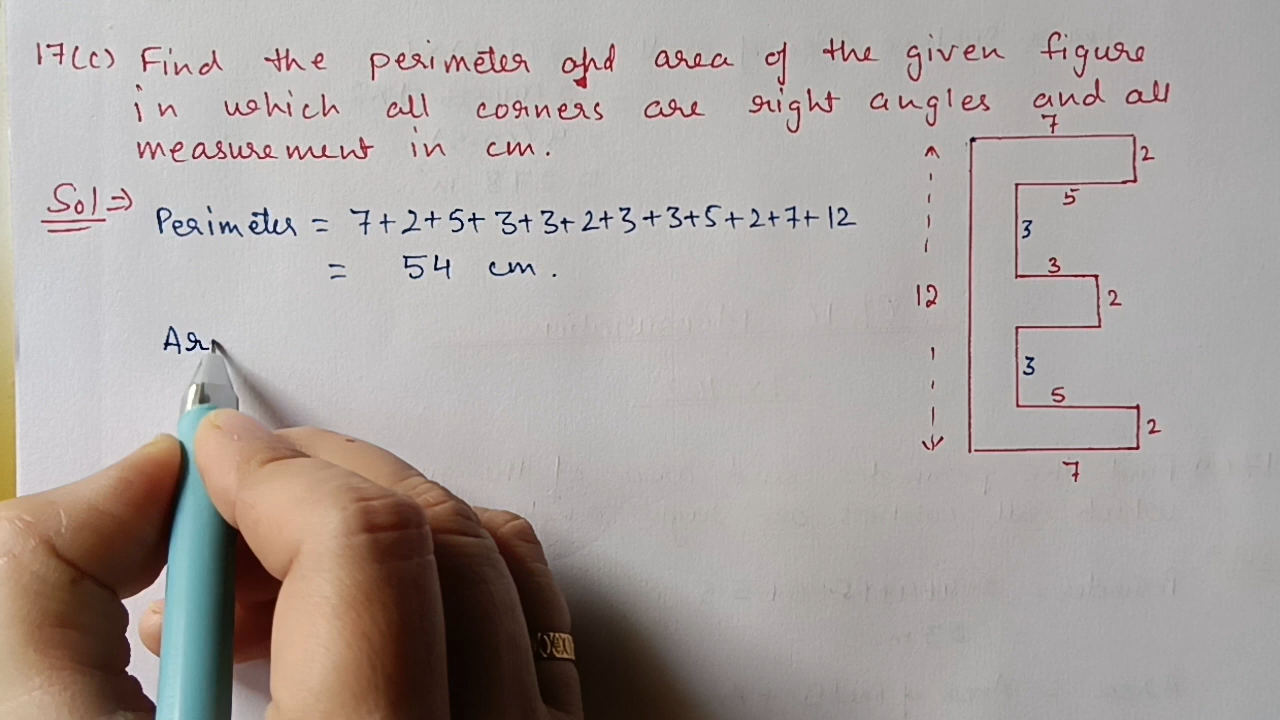 17(c) Find the perimeter and area of the given figure
in which all corners are right angles and all
measurement in cm.
Sol ⇒
Perimeter = 7+2+5+3+3+2+3+3+5+2+7+12
= 54 cm.
Ar
7
2
5
3
3
12
2
3
5
2
7